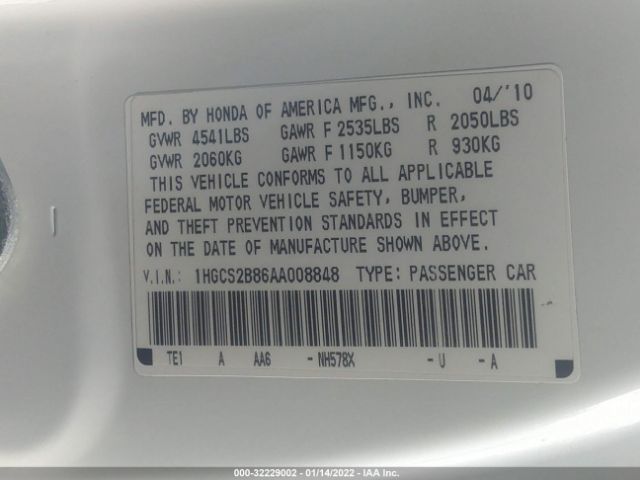 MFD. BY HONDA OF AMERICA MFG., INC. 04/'10
GVWR 4541LBS GAWR F 2535LBS R 2050LBS
GVWR 2060KG GAWR F 1150KG R 930KG
THIS VEHICLE CONFORMS TO ALL APPLICABLE
FEDERAL MOTOR VEHICLE SAFETY, BUMPER,
AND THEFT PREVENTION STANDARDS IN EFFECT
ON THE DATE OF MANUFACTURE SHOWN ABOVE.
V.I.N.: 1HGCS2B86AA008848 TYPE: PASSENGER CAR
TE1 A AA6 -NH578X -U -A
000-32229002 - 01/14/2022 - IAAI.COM